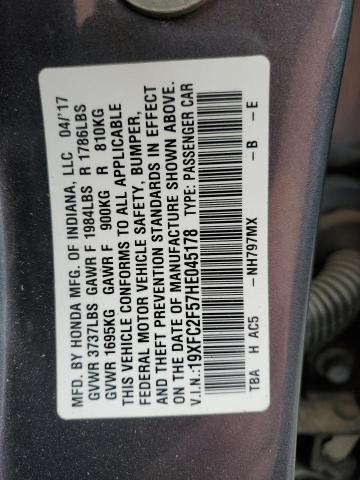 MFD. BY HONDA MFG. OF INDIANA, LLC 04/'17
GVWR 3737LBS GAWR F 1984LBS R 1786LBS
GVWR 1695KG GAWR F 900KG R 810KG
THIS VEHICLE CONFORMS TO ALL APPLICABLE
FEDERAL MOTOR VEHICLE SAFETY, BUMPER,
AND THEFT PREVENTION STANDARDS IN EFFECT
ON THE DATE OF MANUFACTURE SHOWN ABOVE.
V.I.N.:19XFC2F57HE045178 TYPE: PASSENGER CAR
TBA H AC5 -NH797MX -B -E